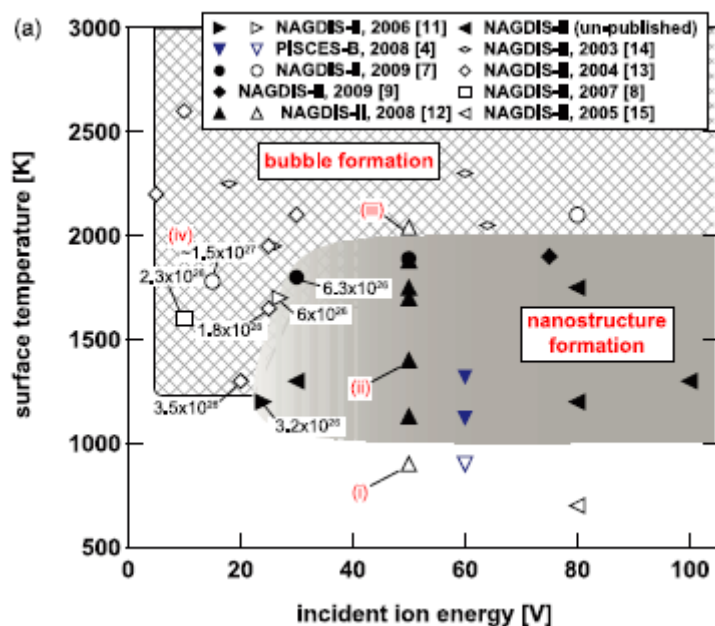 (a)
NAGDIS-II, 2006 [11]
NAGDIS-II (un-published)
PISCES-B, 2008 [4]
NAGDIS-II, 2003 [14]
NAGDIS-II, 2009 [7]
NAGDIS-II, 2004 [13]
NAGDIS-II, 2009 [9]
NAGDIS-II, 2007 [8]
NAGDIS-II, 2008 [12]
NAGDIS-II, 2005 [15]
3000
bubble formation
2500
surface temperature [K]
(iii)
2000
(iv)
~1.5x10²⁷
2.3x10²⁶
6.3x10²⁶
6x10²⁶
1.8x10²⁶
nanostructure
formation
1500
(ii)
3.5x10²⁶
3.2x10²⁶
1000
(i)
500
0
20
40
60
80
100
incident ion energy [V]